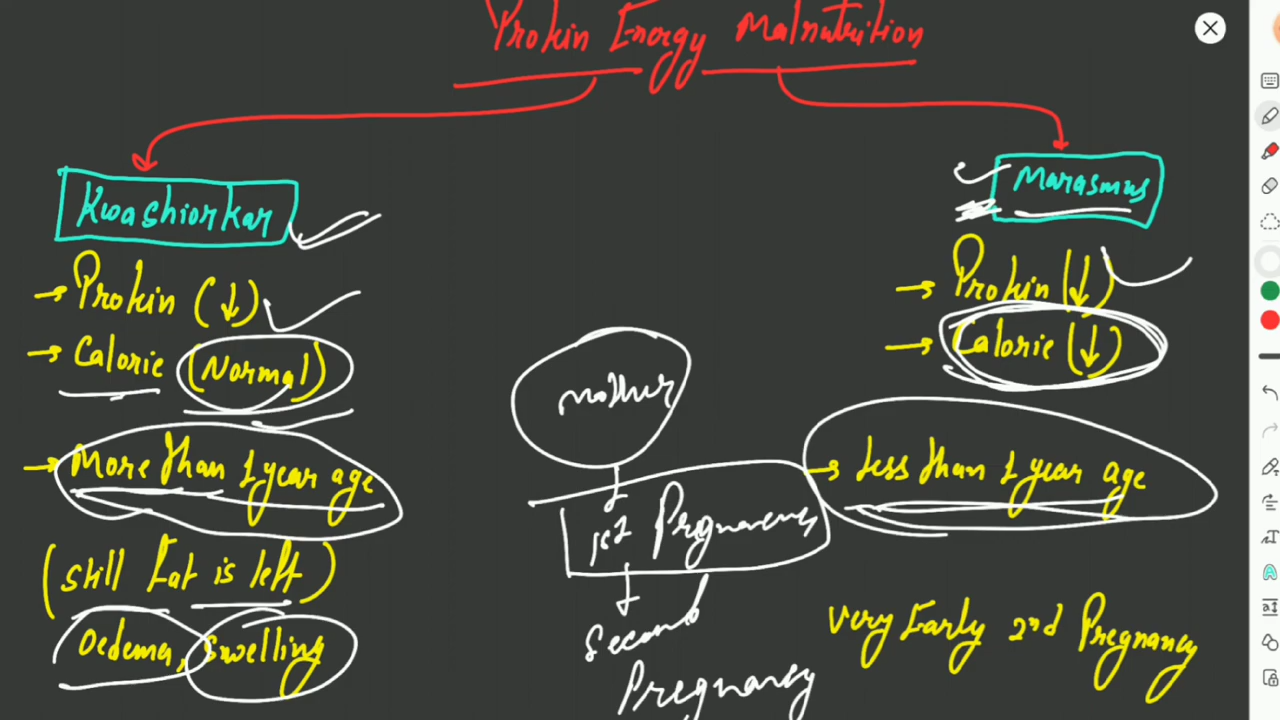 Protein Energy Malnutrition
Kwashiorkar
→ Protein (↓)
→ Calorie (Normal)
→ More than 1 year age
(still Fat is left)
Oedema, Swelling
mother
1st Pregnancy
Second
Pregnancy
Marasmus
→ Protein (↓)
→ Calorie (↓)
→ less than 1 year age
Very Early 2nd Pregnancy